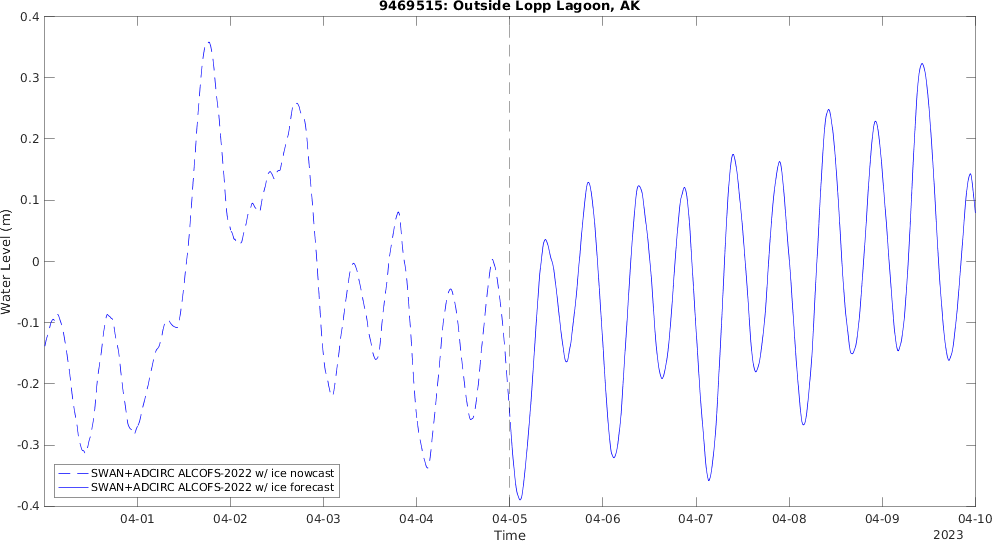 9469515: Outside Lopp Lagoon, AK
0.4
0.3
0.2
0.1
0
-0.1
-0.2
-0.3
-0.4
Water Level (m)
SWAN+ADCIRC ALCOFS-2022 w/ ice nowcast
SWAN+ADCIRC ALCOFS-2022 w/ ice forecast
04-01 04-02 04-03 04-04 04-05 04-06 04-07 04-08 04-09 04-10
Time
2023